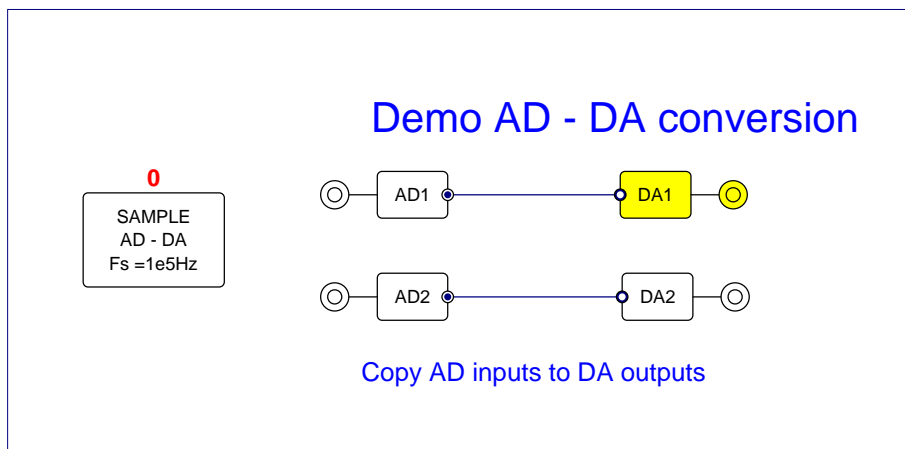 Demo AD - DA conversion
0
SAMPLE
AD - DA
Fs =1e5Hz
AD1
DA1
AD2
DA2
Copy AD inputs to DA outputs